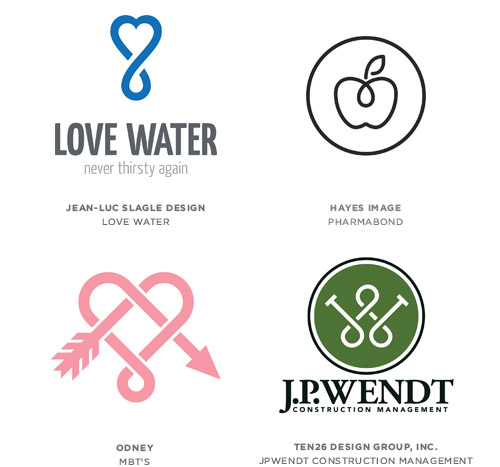 LOVE WATER
never thirsty again
JEAN-LUC SLAGLE DESIGN
LOVE WATER
HAYES IMAGE
PHARMABOND
ODNEY
MBT'S
J.P.WENDT
CONSTRUCTION MANAGEMENT
TEN26 DESIGN GROUP, INC.
JPWENDT CONSTRUCTION MANAGEMENT